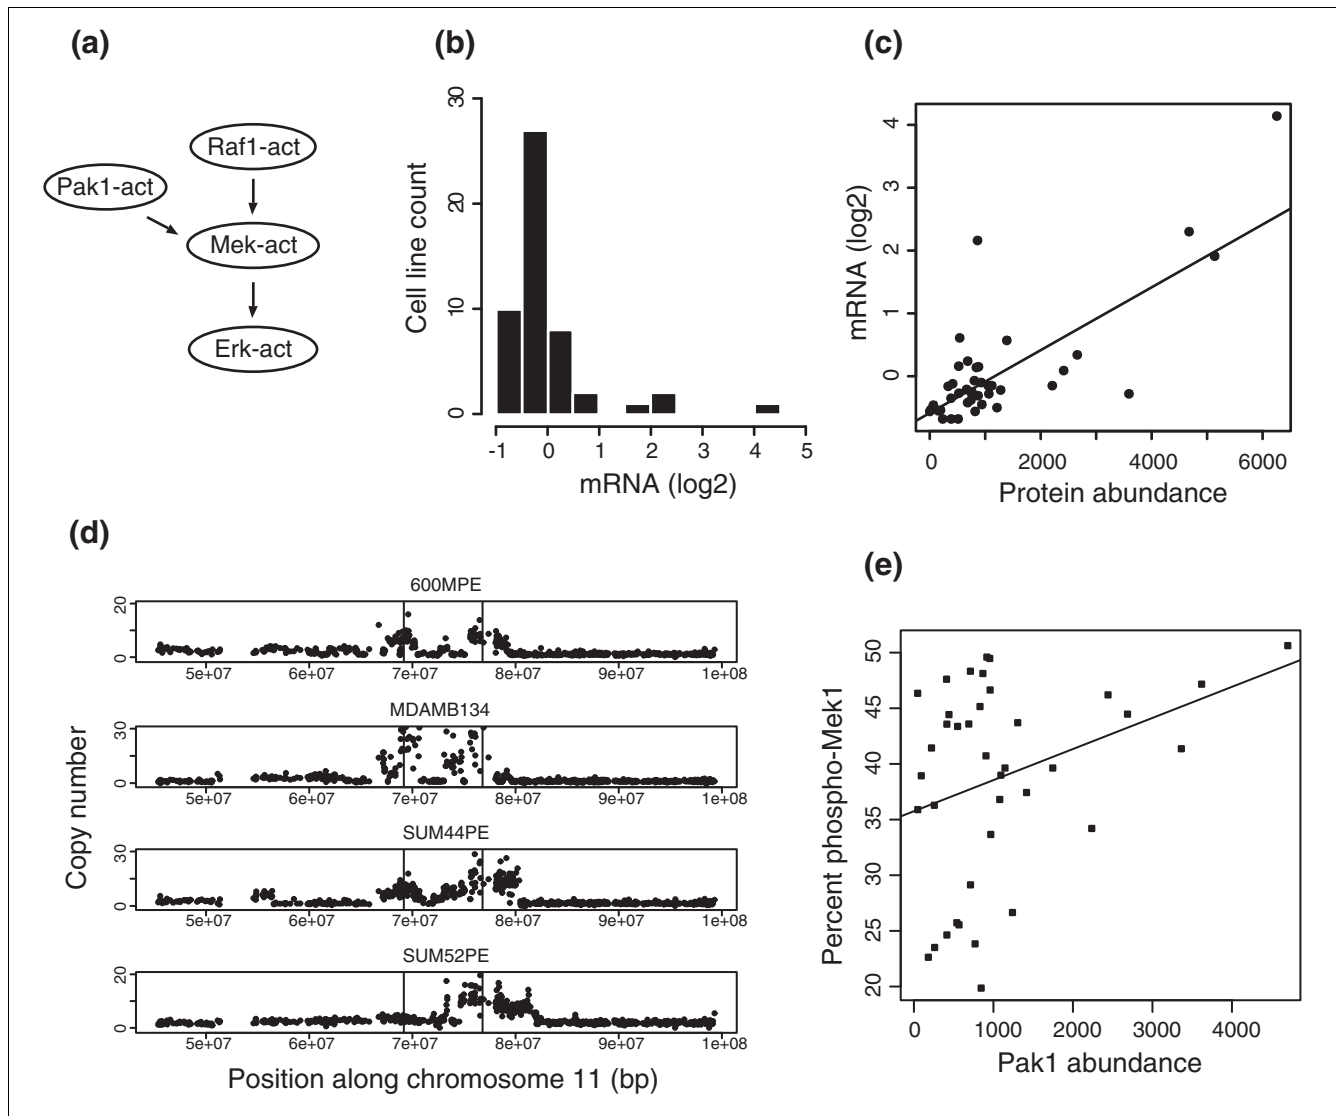 (a)
Raf1-act
Pak1-act
Mek-act
Erk-act
(b)
Cell line count
30
20
10
0
-1 0 1 2 3 4 5
mRNA (log2)
(c)
mRNA (log2)
4
3
2
1
0
0 2000 4000 6000
Protein abundance
(d)
Copy number
600MPE
20
0
5e+07 6e+07 7e+07 8e+07 9e+07 1e+08
MDAMB134
30
0
5e+07 6e+07 7e+07 8e+07 9e+07 1e+08
SUM44PE
30
0
5e+07 6e+07 7e+07 8e+07 9e+07 1e+08
SUM52PE
20
0
5e+07 6e+07 7e+07 8e+07 9e+07 1e+08
Position along chromosome 11 (bp)
(e)
Percent phospho-Mek1
50
45
40
35
30
25
20
0 1000 2000 3000 4000
Pak1 abundance